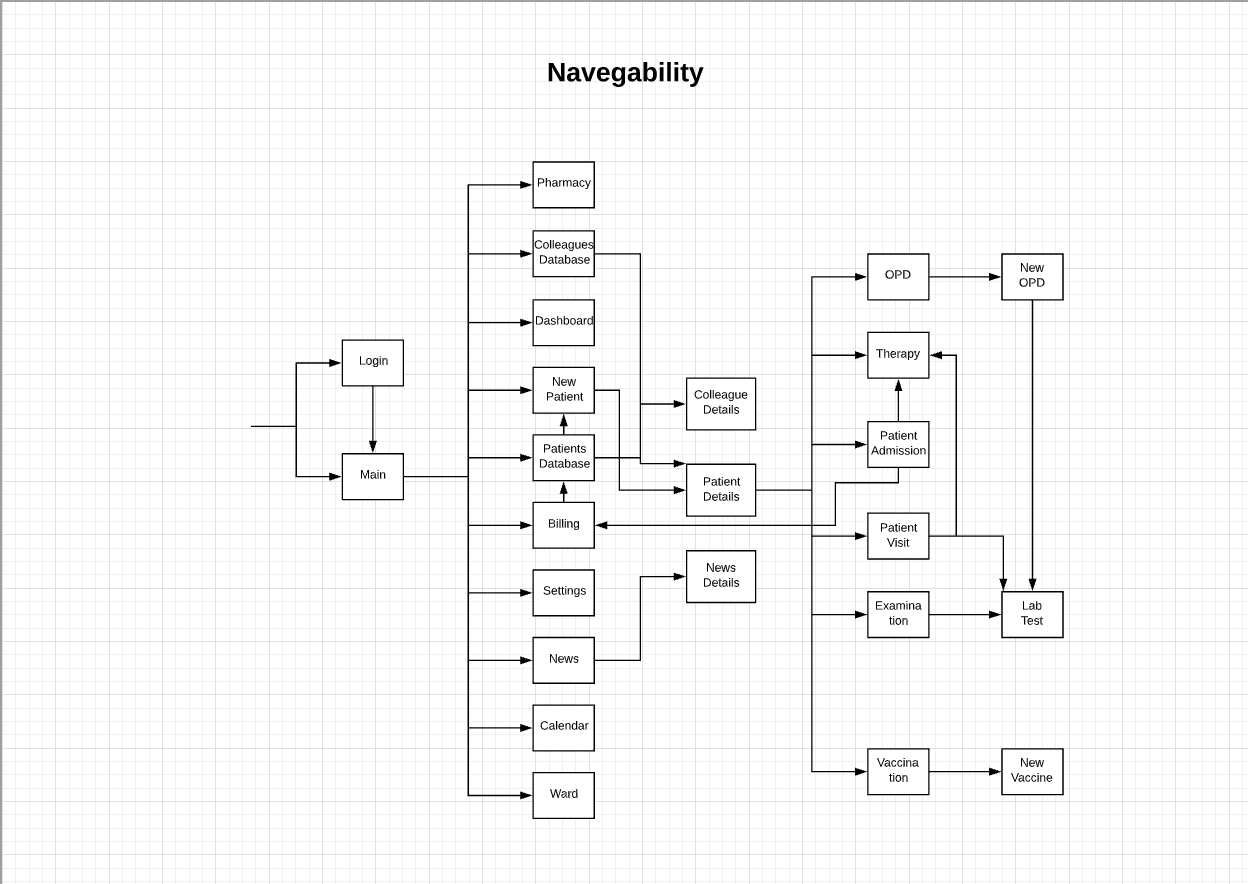 Navegability
Pharmacy
Colleagues
Database
Dashboard
New
Patient
Patients
Database
Billing
Settings
News
Calendar
Ward
Login
Main
Colleague
Details
Patient
Details
News
Details
OPD
Therapy
Patient
Admission
Patient
Visit
Examina
tion
Vaccina
tion
New
OPD
Lab
Test
New
Vaccine